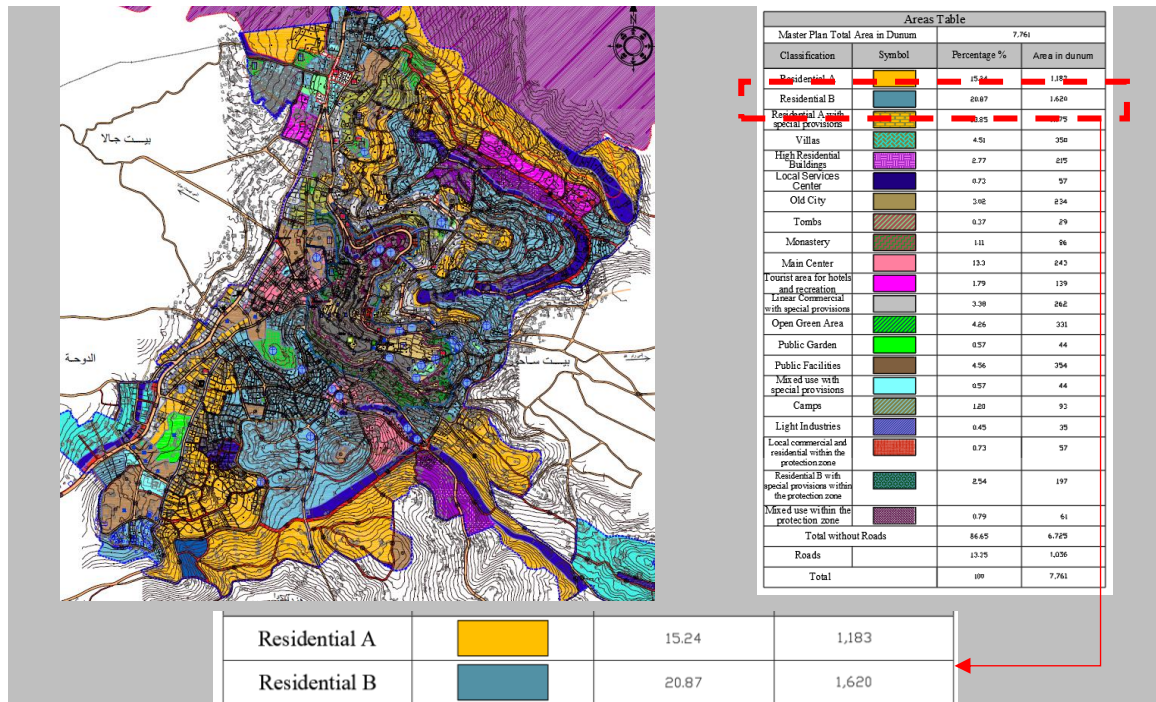 N
بيـــت جالا
الدوحـة
Areas Table
Master Plan Total Area in Dunum 7,761
Classification Symbol Percentage % Area in dunum
Residential A 15.24 1,183
Residential B 20.87 1,620
Residential A with
special provisions
Villas 4.51 350
High Residential
Buildings 2.77 215
Local Services
Center 0.73 57
Old City 3.02 234
Tombs 0.37 29
Monastery 1.11 86
Main Center 13.3 243
Tourist area for hotels
and recreation 1.79 139
Linear Commercial
with special provisions 3.38 262
Open Green Area 4.26 331
Public Garden 0.57 44
Public Facilities 4.56 354
Mixed use with
special provisions 0.57 44
Camps 1.20 93
Light Industries 0.45 35
Local commercial and
residential within the
protection zone 0.73 57
Residential B with
special provisions within
the protection zone 2.54 197
Mixed use within the
protection zone 0.79 61
Total without Roads 86.65 6.725
Roads 13.35 1,036
Total 100 7,761
Residential A 15.24 1,183
Residential B 20.87 1,620